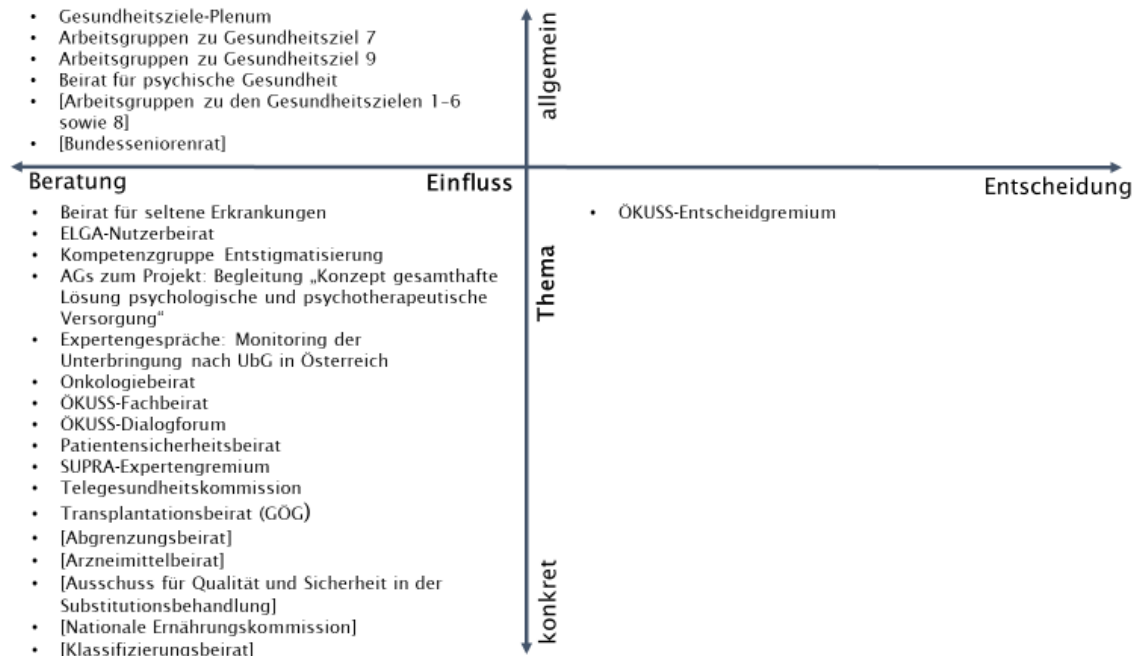 • Gesundheitsziele-Plenum
• Arbeitsgruppen zu Gesundheitsziel 7
• Arbeitsgruppen zu Gesundheitsziel 9
• Beirat für psychische Gesundheit
• [Arbeitsgruppen zu den Gesundheitszielen 1–6
sowie 8]
• [Bundesseniorenrat]
allgemein
Beratung
Einfluss
Entscheidung
• Beirat für seltene Erkrankungen
• ELGA-Nutzerbeirat
• Kompetenzgruppe Entstigmatisierung
• AGs zum Projekt: Begleitung „Konzept gesamthafte
Lösung psychologische und psychotherapeutische
Versorgung“
• Expertengespräche: Monitoring der
Unterbringung nach UbG in Österreich
• Onkologiebeirat
• ÖKUSS-Fachbeirat
• ÖKUSS-Dialogforum
• Patientensicherheitsbeirat
• SUPRA-Expertengremium
• Telegesundheitskommission
• Transplantationsbeirat (GÖG)
• [Abgrenzungsbeirat]
• [Arzneimittelbeirat]
• [Ausschuss für Qualität und Sicherheit in der
Substitutionsbehandlung]
• [Nationale Ernährungskommission]
• [Klassifizierungsbeirat]
Thema
konkret
• ÖKUSS-Entscheidgremium